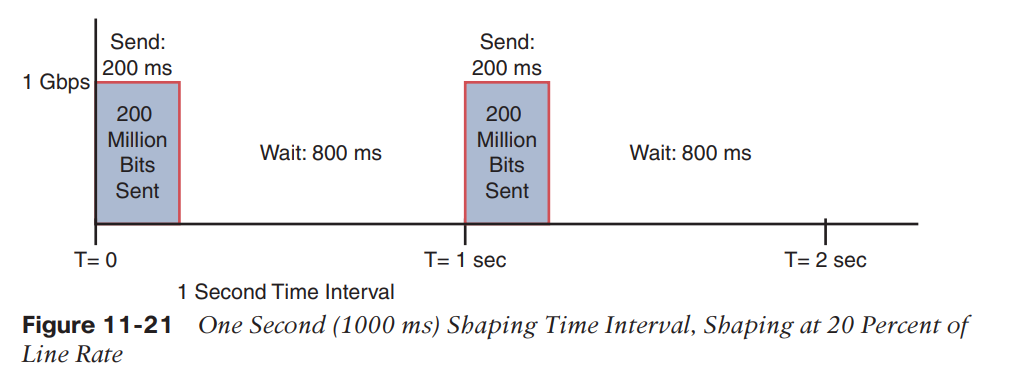 Send:
200 ms
Send:
200 ms
1 Gbps
200
Million
Bits
Sent
Wait: 800 ms
200
Million
Bits
Sent
Wait: 800 ms
T= 0
T= 1 sec
T= 2 sec
1 Second Time Interval
Figure 11-21 One Second (1000 ms) Shaping Time Interval, Shaping at 20 Percent of
Line Rate